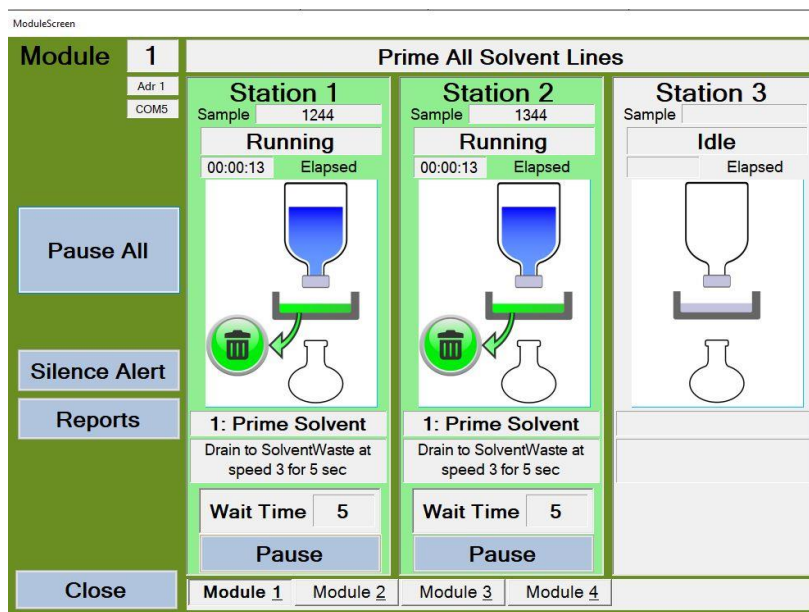 ModuleScreen
Module 1
Adr 1
COM5
Prime All Solvent Lines
Pause All
Silence Alert
Reports
Close
Station 1
Sample 1244
Running
00:00:13 Elapsed
1: Prime Solvent
Drain to SolventWaste at
speed 3 for 5 sec
Wait Time 5
Pause
Station 2
Sample 1344
Running
00:00:13 Elapsed
1: Prime Solvent
Drain to SolventWaste at
speed 3 for 5 sec
Wait Time 5
Pause
Station 3
Sample
Idle
Elapsed
Module 1 Module 2 Module 3 Module 4